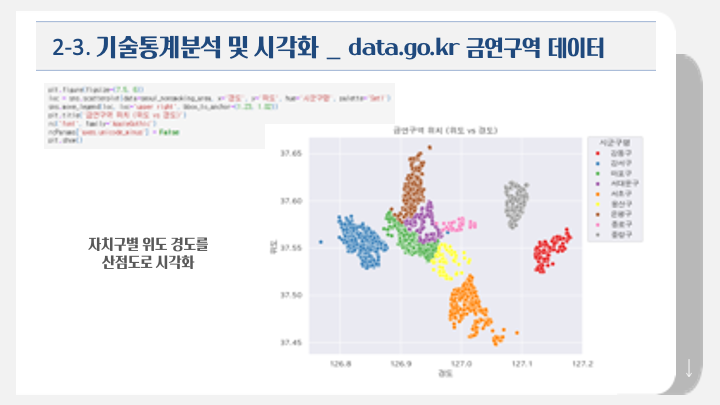 2-3. 기술통계분석 및 시각화 _ data.go.kr 금연구역 데이터
plt.figure(figsize=(7.5, 6))
loc = sns.scatterplot(data=seoul_nonsmoking_area, x='경도', y='위도', hue='시군구명', palette='Set1')
sns.move_legend(loc, loc='upper right', bbox_to_anchor=(1.23, 1.02))
plt.title('금연구역 위치 (위도 vs 경도)')
rc('font', family='NanumGothic')
rcParams['axes.unicode_minus'] = False
plt.show()
금연구역 위치 (위도 vs 경도)
시군구명
강동구
강서구
마포구
서대문구
서초구
용산구
은평구
종로구
중랑구
위도
37.65
37.60
37.55
37.50
37.45
126.8 126.9 127.0 127.1 127.2
경도
자치구별 위도 경도를
산점도로 시각화